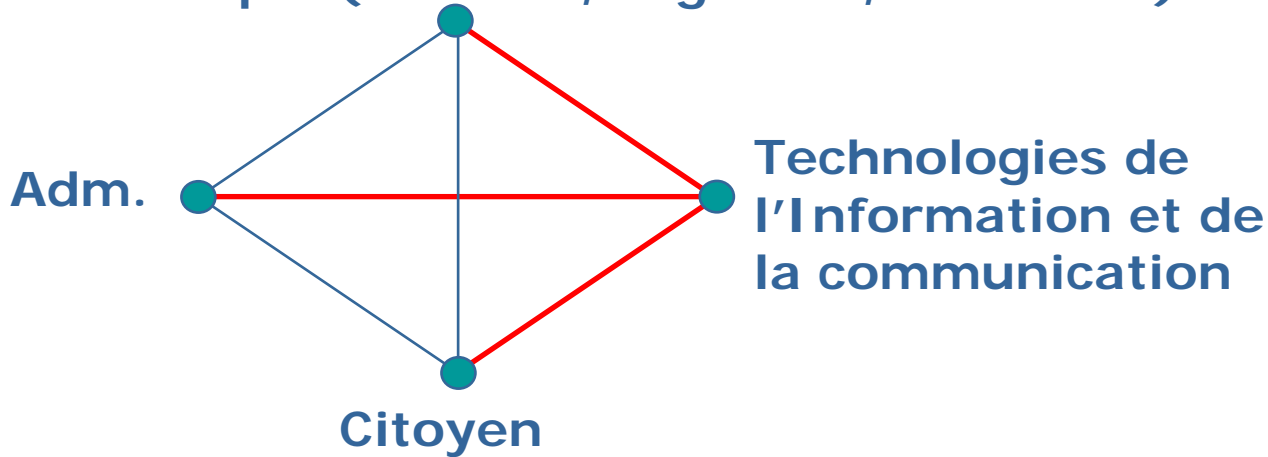 Adm.
Technologies de
l'Information et de
la communication
Citoyen